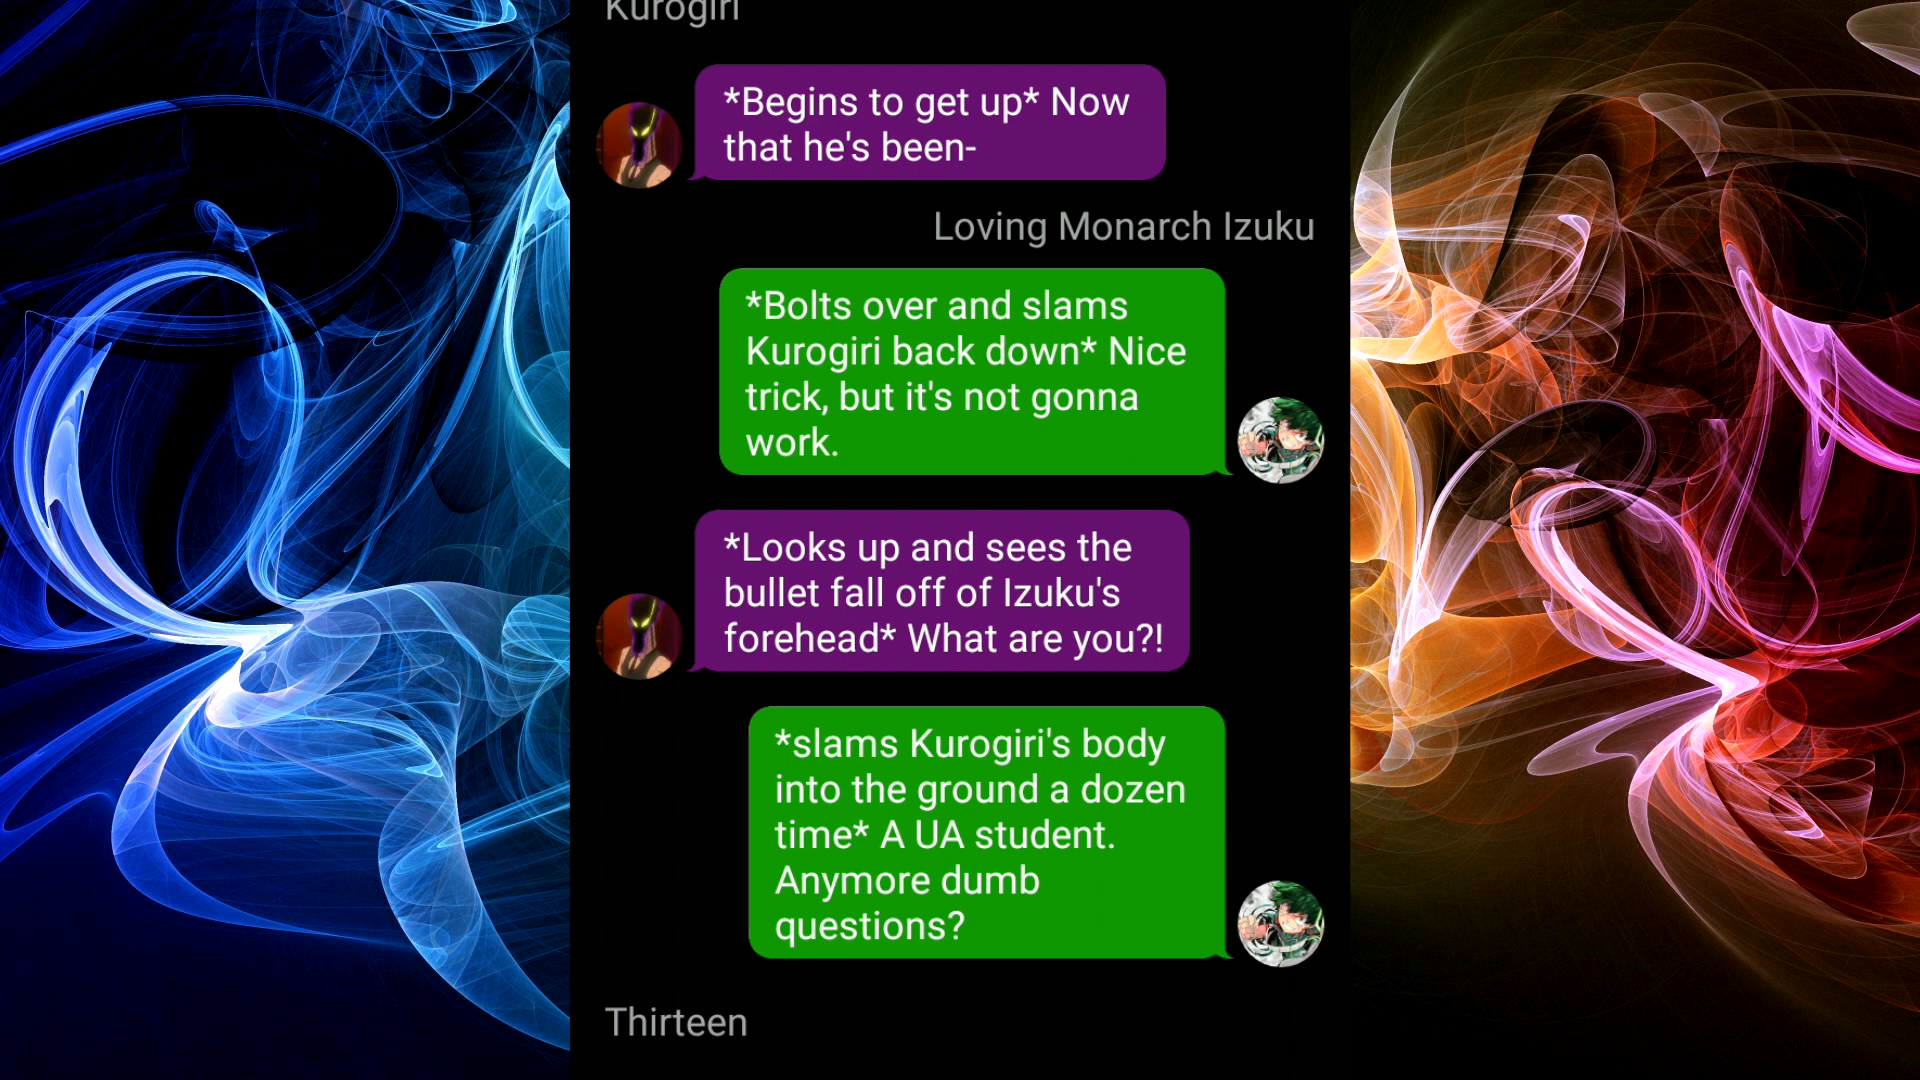 Kurogiri
*Begins to get up* Now
that he's been-
Loving Monarch Izuku
*Bolts over and slams
Kurogiri back down* Nice
trick, but it's not gonna
work.
*Looks up and sees the
bullet fall off of Izuku's
forehead* What are you?!
*slams Kurogiri's body
into the ground a dozen
time* A UA student.
Anymore dumb
questions?
Thirteen